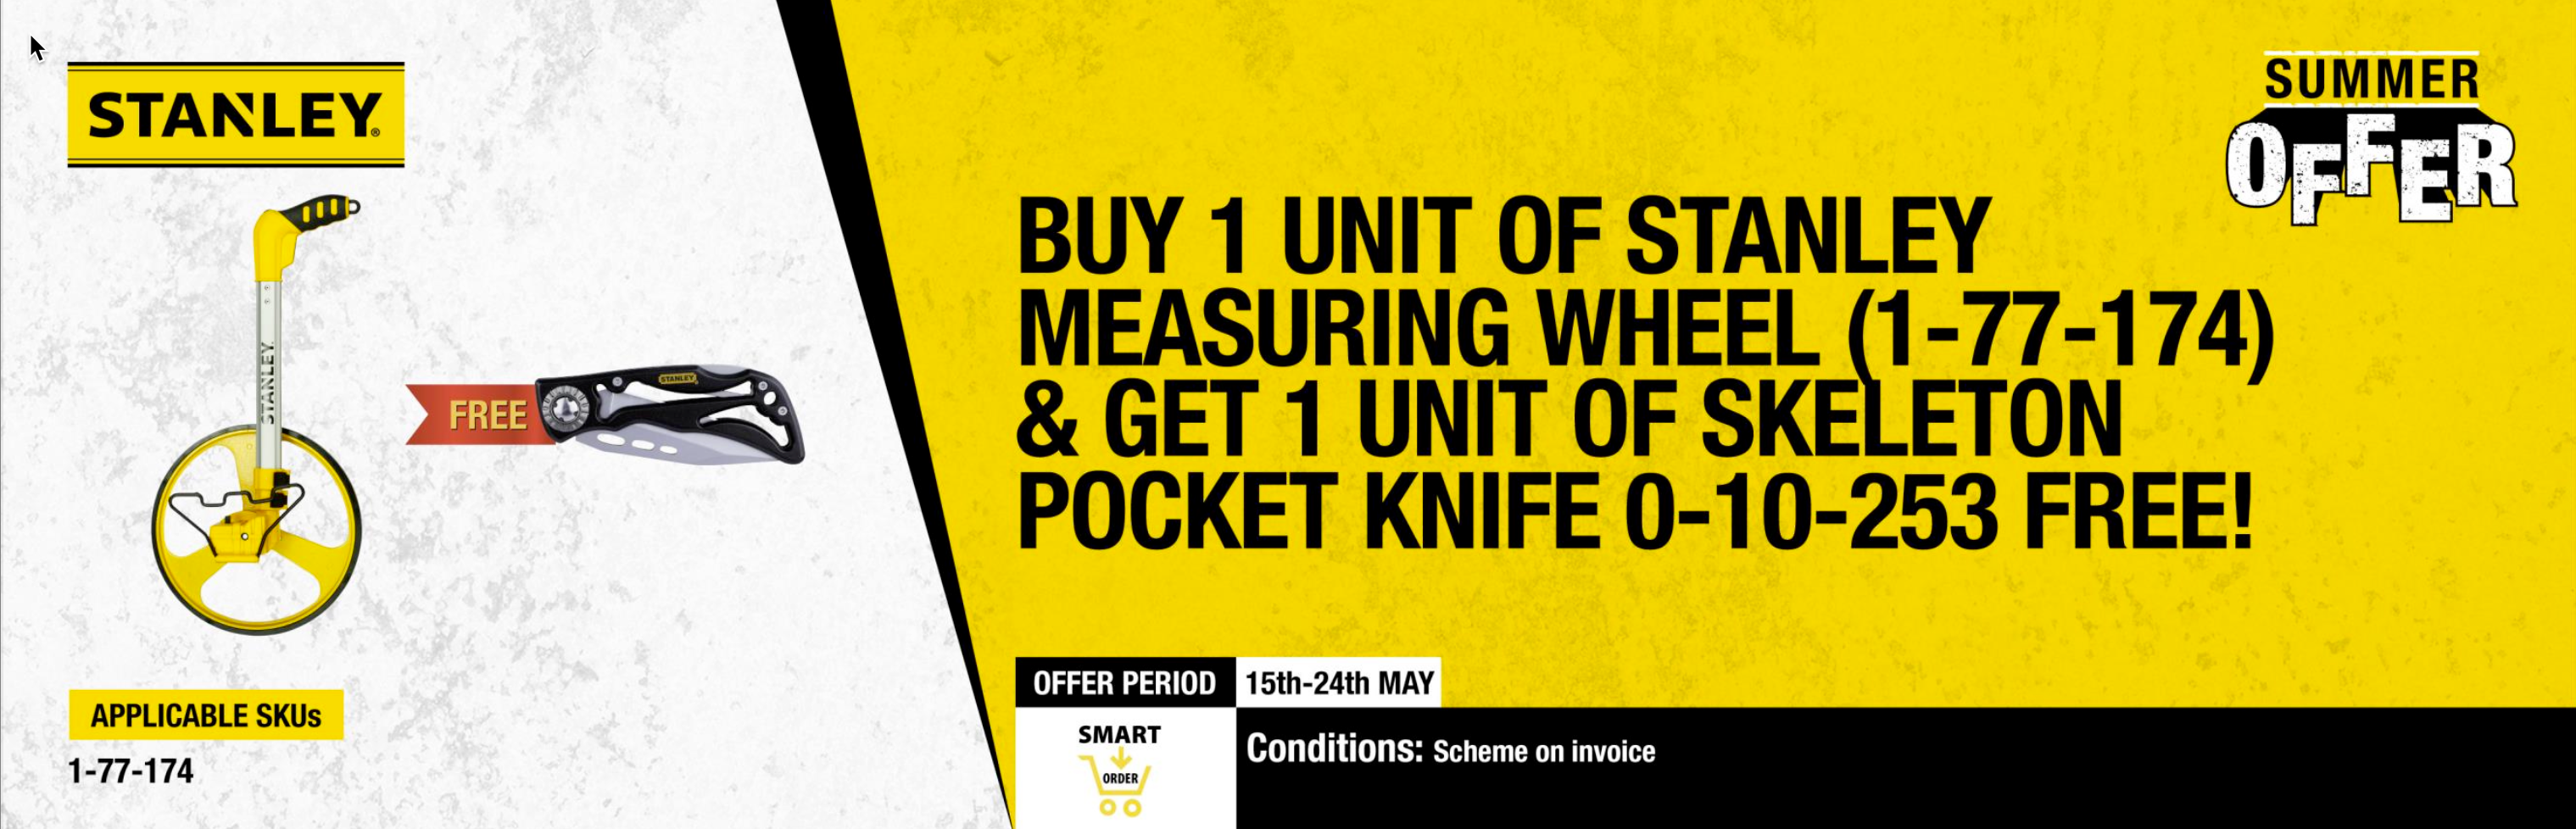 STANLEY®
STANLEY
FREE
STANLEY
APPLICABLE SKUs
1-77-174
SUMMER
OFFER
BUY 1 UNIT OF STANLEY
MEASURING WHEEL (1-77-174)
& GET 1 UNIT OF SKELETON
POCKET KNIFE 0-10-253 FREE!
OFFER PERIOD 15th-24th MAY
SMART
ORDER
Conditions: Scheme on invoice